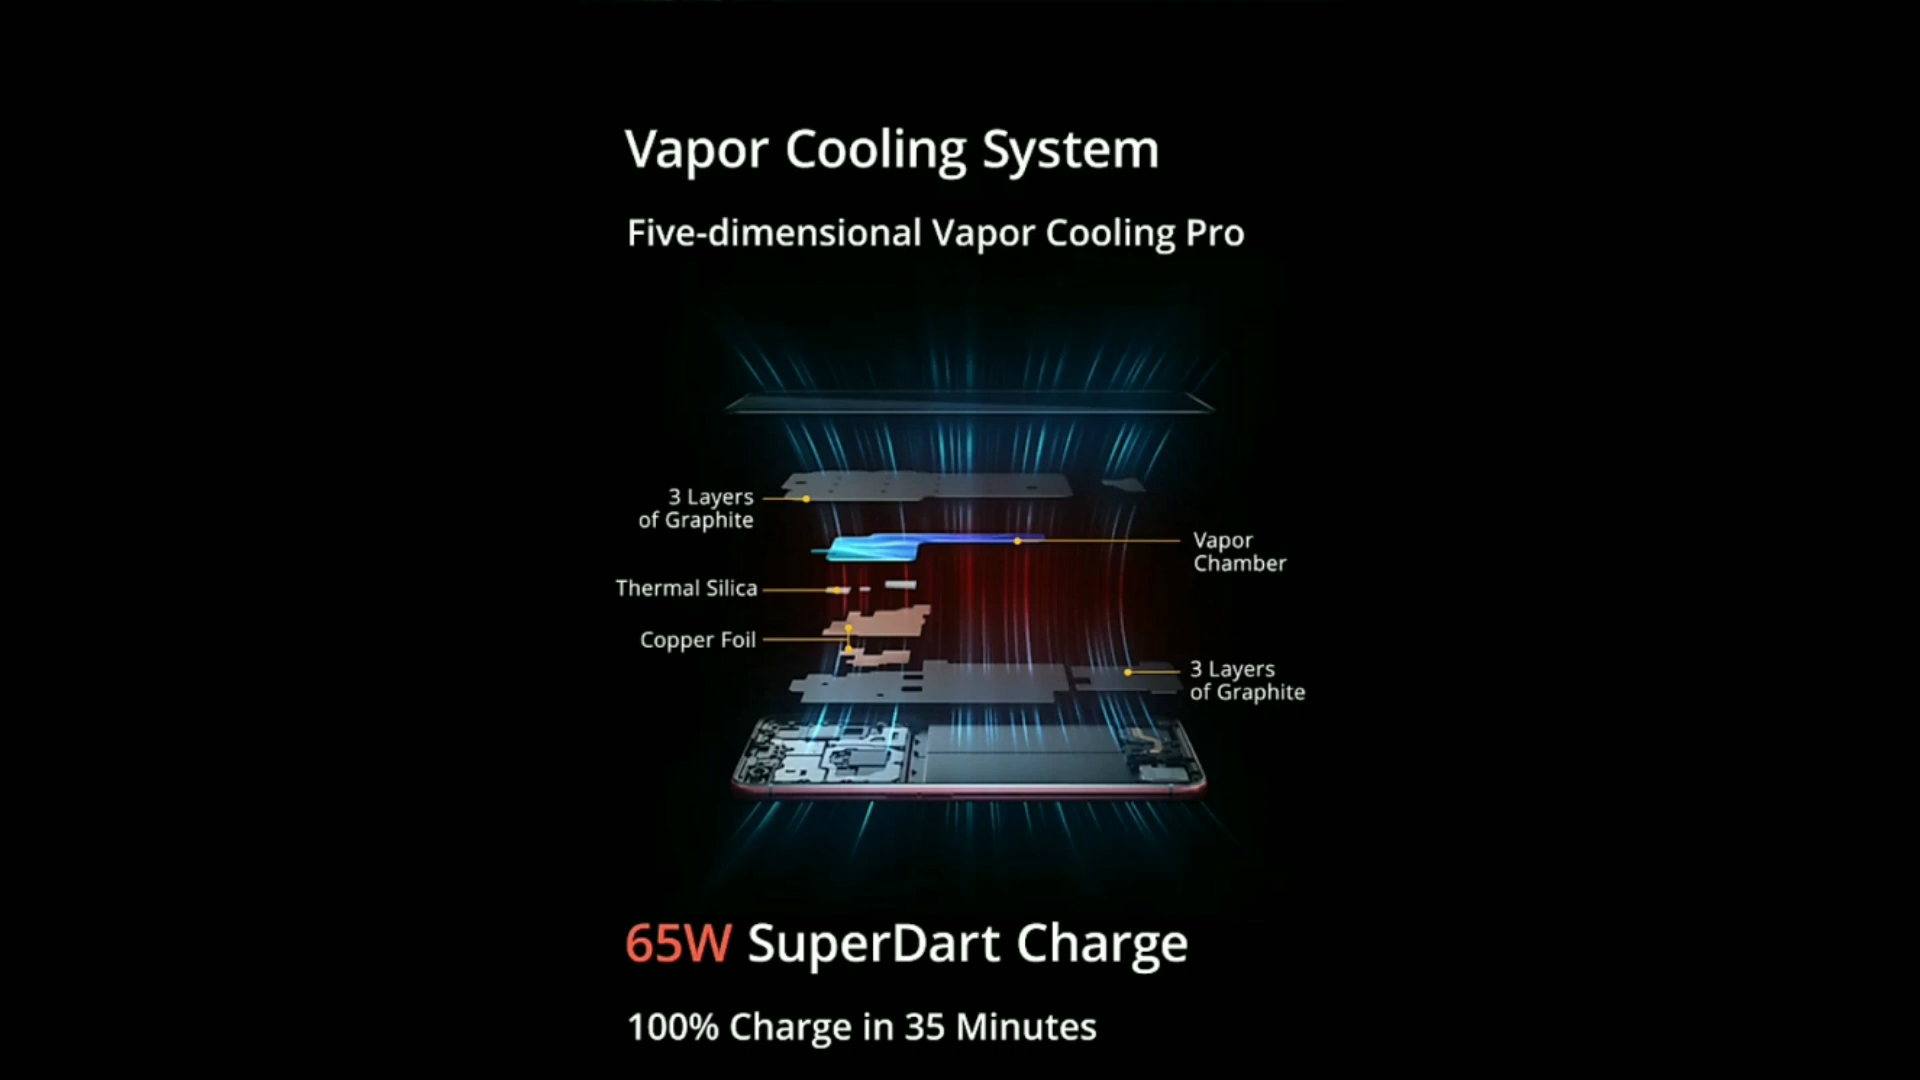 Vapor Cooling System
Five-dimensional Vapor Cooling Pro
3 Layers
of Graphite
Vapor
Chamber
Thermal Silica
Copper Foil
3 Layers
of Graphite
65W SuperDart Charge
100% Charge in 35 Minutes